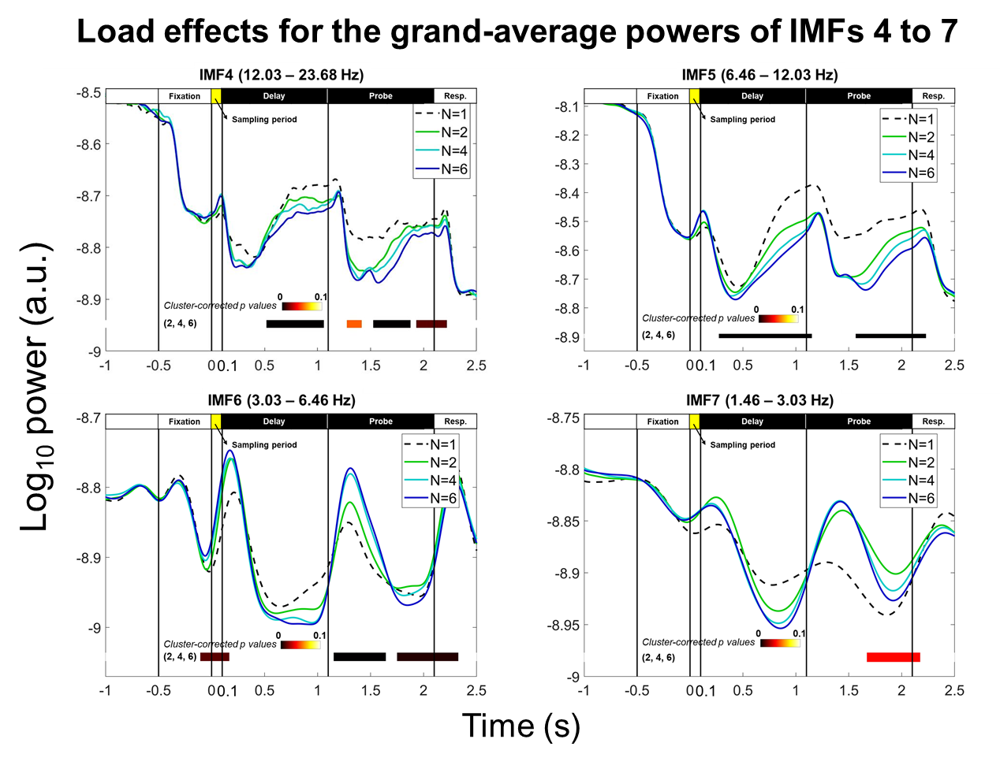 Load effects for the grand-average powers of IMFs 4 to 7
Log10 power (a.u.)
IMF4 (12.03 – 23.68 Hz)
Fixation Delay Probe Resp.
Sampling period
N=1
N=2
N=4
N=6
-8.5
-8.6
-8.7
-8.8
-8.9
-9
0 0.1
Cluster-corrected p values
(2, 4, 6)
-1 -0.5 0 0.1 0.5 1 1.5 2 2.5
IMF5 (6.46 – 12.03 Hz)
Fixation Delay Probe Resp.
Sampling period
N=1
N=2
N=4
N=6
-8.1
-8.2
-8.3
-8.4
-8.5
-8.6
-8.7
-8.8
-8.9
0 0.1
Cluster-corrected p values
(2, 4, 6)
-1 -0.5 0 0.1 0.5 1 1.5 2 2.5
IMF6 (3.03 – 6.46 Hz)
Fixation Delay Probe Resp.
Sampling period
N=1
N=2
N=4
N=6
-8.7
-8.8
-8.9
-9
0 0.1
Cluster-corrected p values
(2, 4, 6)
-1 -0.5 0 0.1 0.5 1 1.5 2 2.5
IMF7 (1.46 – 3.03 Hz)
Fixation Delay Probe Resp.
Sampling period
N=1
N=2
N=4
N=6
-8.75
-8.8
-8.85
-8.9
-8.95
-9
0 0.1
Cluster-corrected p values
(2, 4, 6)
-1 -0.5 0 0.1 0.5 1 1.5 2 2.5
Time (s)